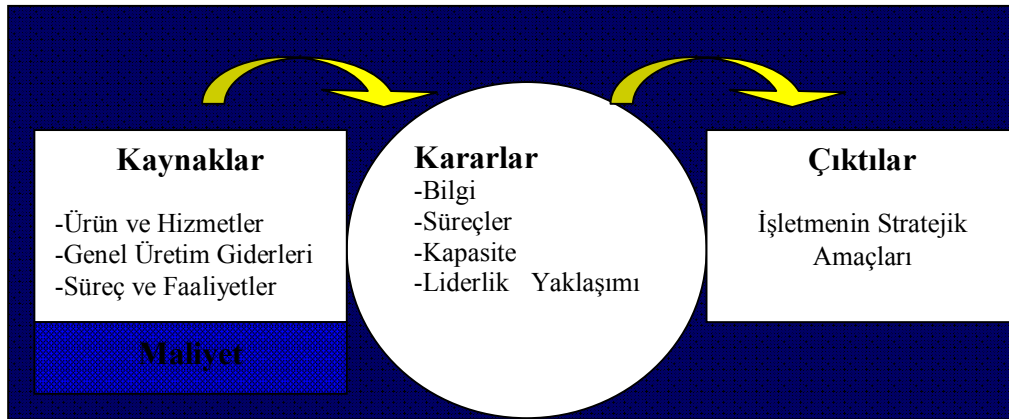 Kaynaklar
-Ürün ve Hizmetler
-Genel Üretim Giderleri
-Süreç ve Faaliyetler
Maliyet
Kararlar
-Bilgi
-Süreçler
-Kapasite
-Liderlik Yaklaşımı
Çıktılar
İşletmenin Stratejik
Amaçları